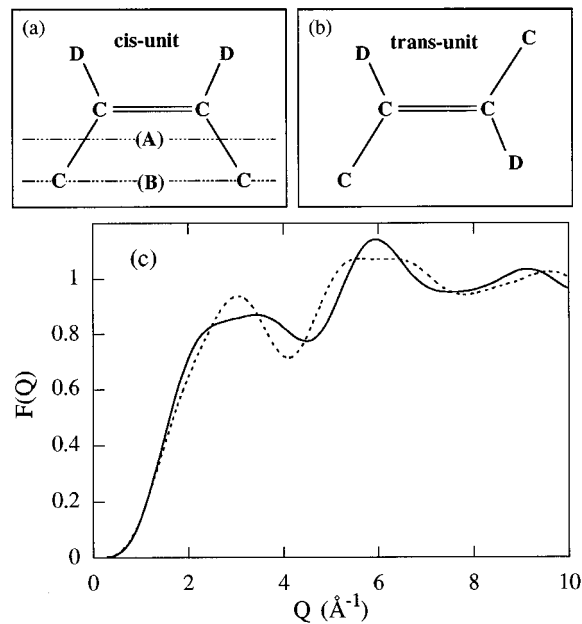 (a) cis-unit
D D
C C
(A)
C (B) C
(b) trans-unit
C
D
C C
D
C
(c)
F(Q)
1
0.8
0.6
0.4
0.2
0
0 2 4 6 8 10
Q (Å⁻¹)